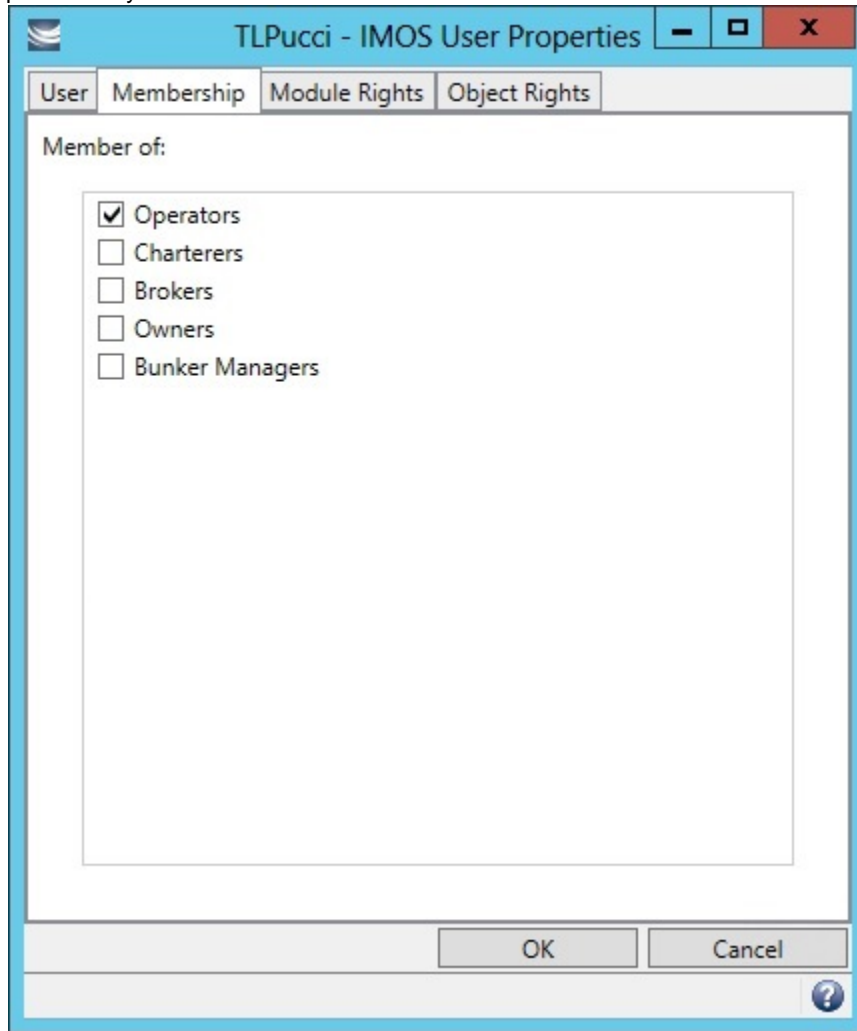 TLPucci - IMOS User Properties
User Membership Module Rights Object Rights
Member of:
Operators
Charterers
Brokers
Owners
Bunker Managers
OK Cancel